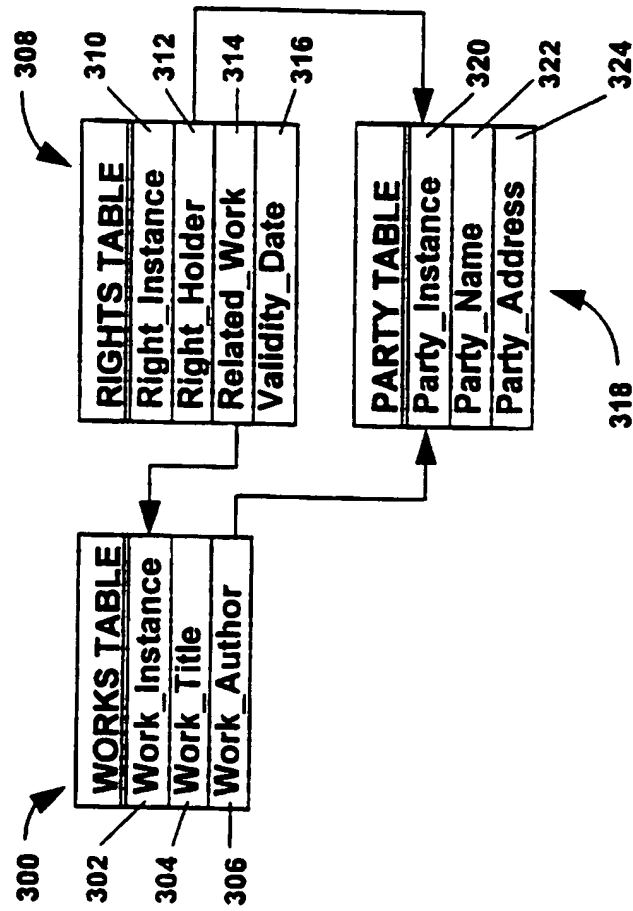 300
WORKS TABLE
302
Work_Instance
304
Work_Title
306
Work_Author
308
RIGHTS TABLE
Right_Instance
310
Right_Holder
312
Related_Work
314
Validity_Date
316
PARTY TABLE
Party_Instance
320
Party_Name
322
Party_Address
324
318